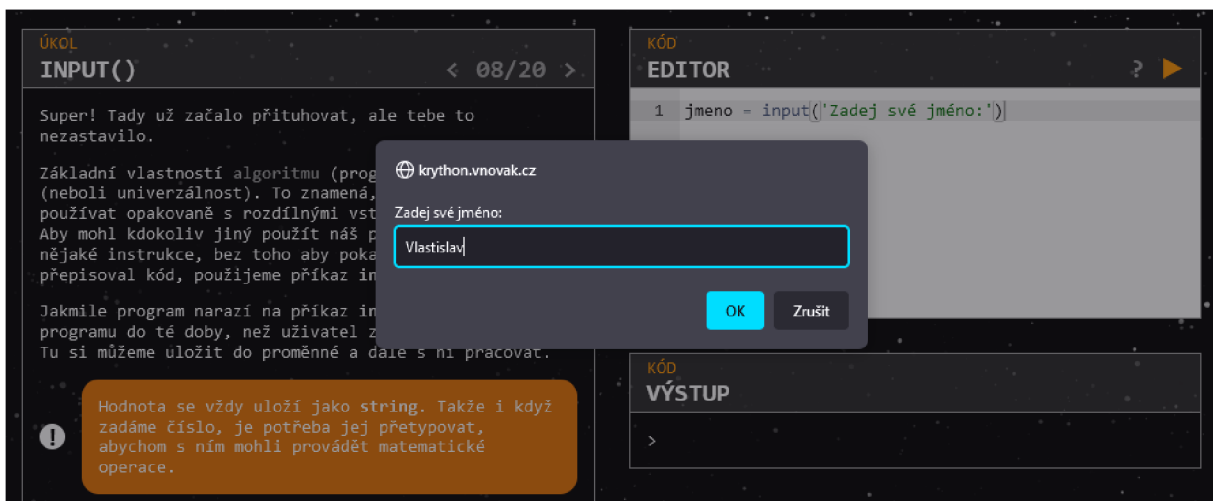 ÚKOL
INPUT()
< 08/20 >
Super! Tady už začalo přituhovat, ale tebe to
nezastavilo.
Základní vlastností algoritmu (prog
(neboli univerzálnost). To znamená,
používat opakovaně s rozdílnými vst
Aby mohl kdokoliv jiný použít náš p
nějaké instrukce, bez toho aby poka
přepisoval kód, použijeme příkaz in
Jakmile program narazí na příkaz in
programu do té doby, než uživatel z
Tu si můžeme uložit do proměnné a dále s ní pracovat.
!
Hodnota se vždy uloží jako string. Takže i když
zadáme číslo, je potřeba jej přetypovat,
abychom s ním mohli provádět matematické
operace.
krython.vnovak.cz
Zadej své jméno:
Vlastislav
OK
Zrušit
KÓD
EDITOR
?
1 jmeno = input('Zadej své jméno:')
KÓD
VÝSTUP
>